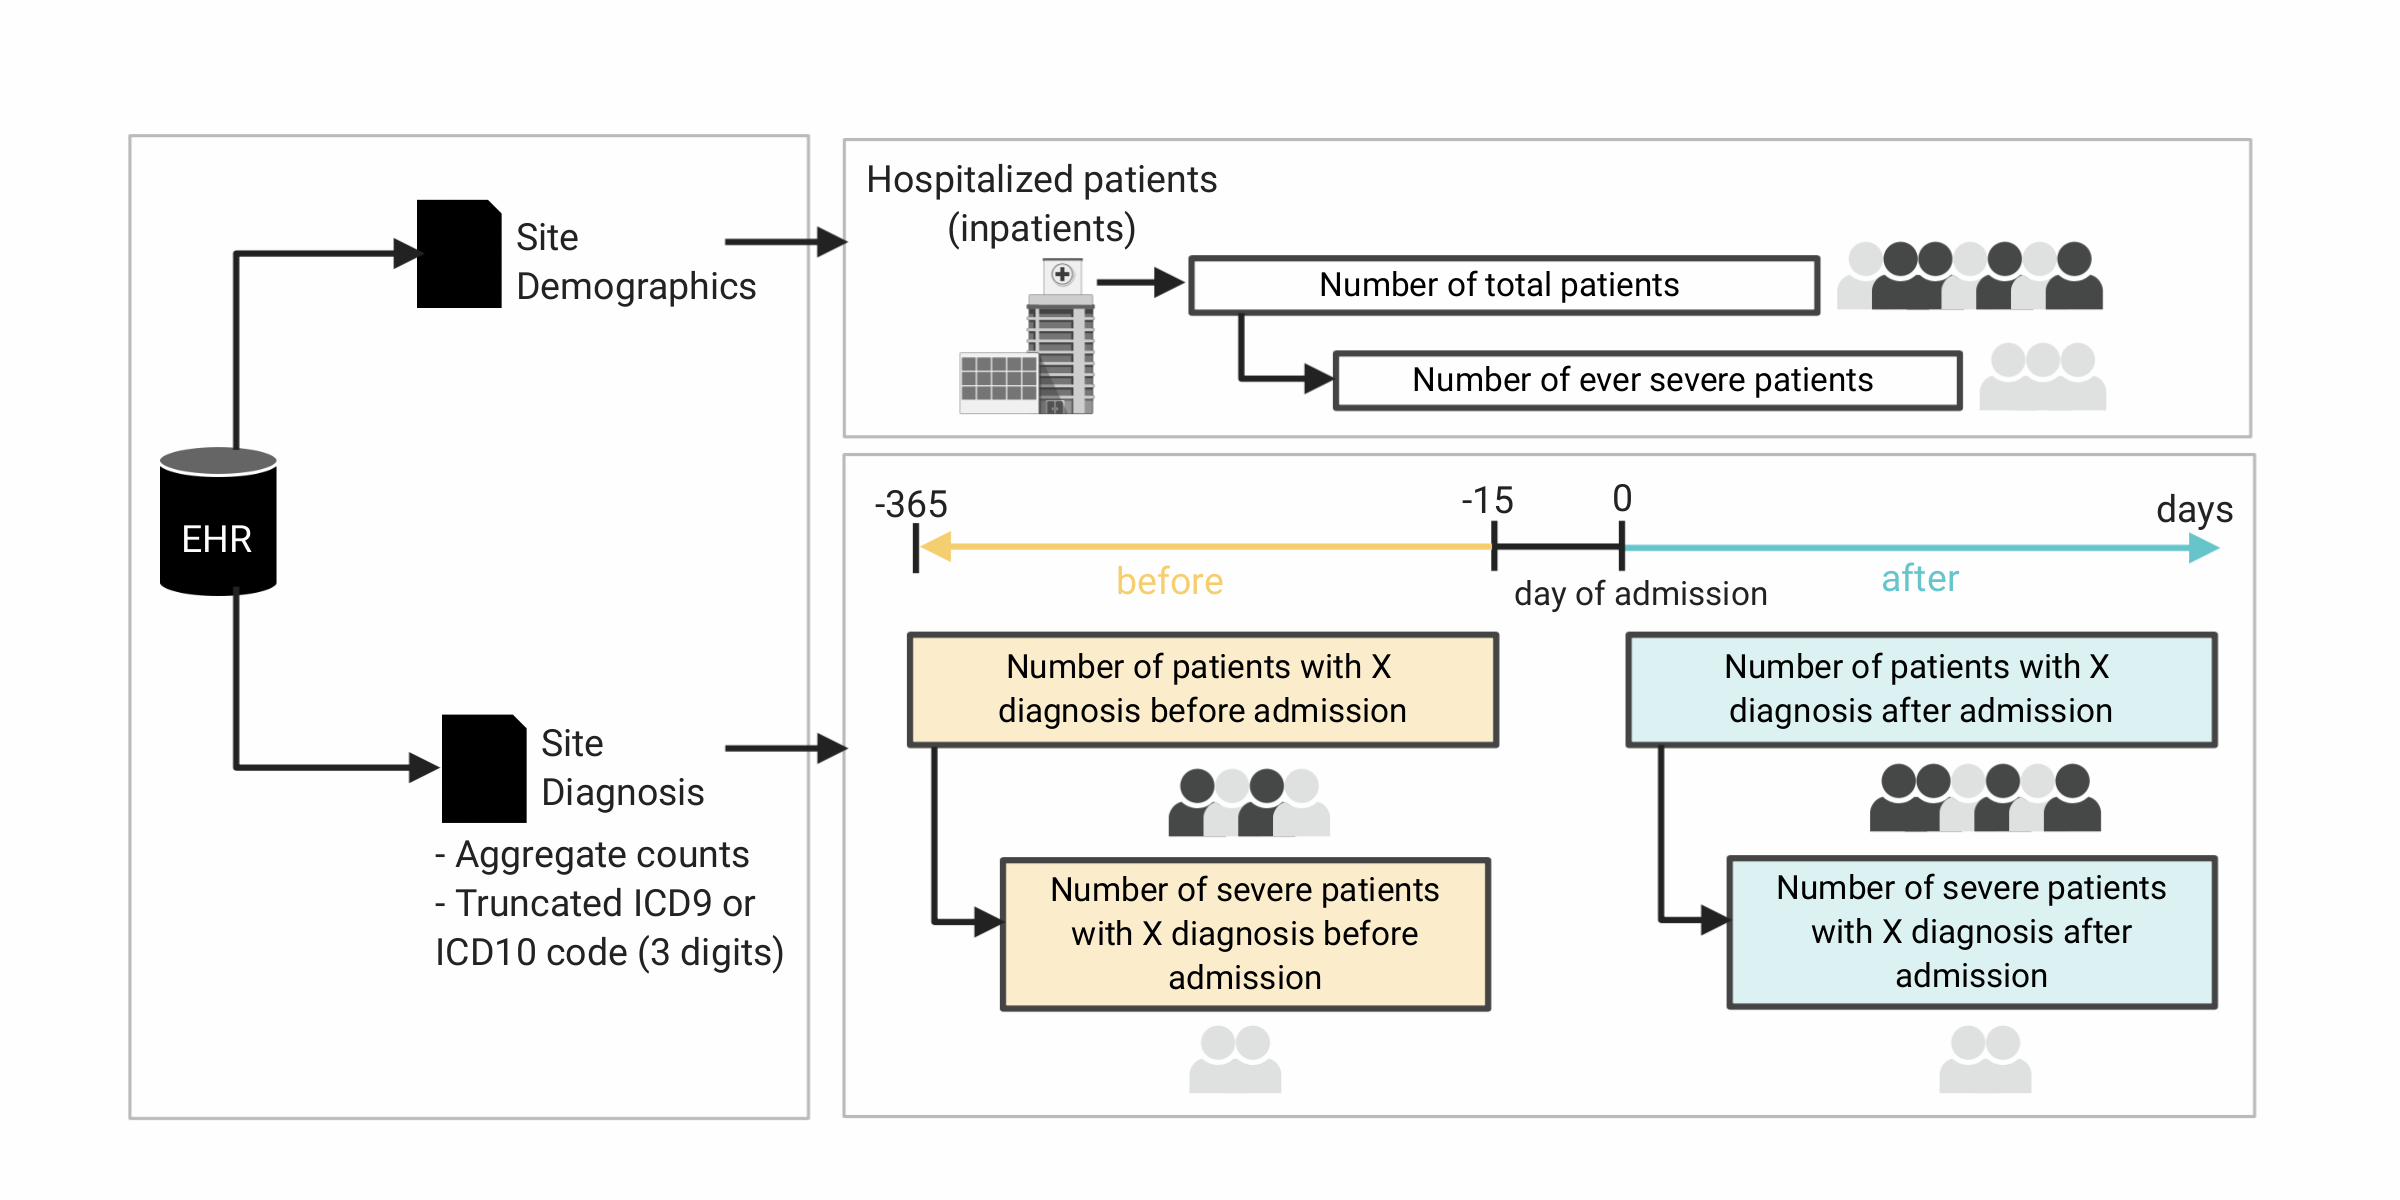 Site
Demographics
EHR
Site
Diagnosis
- Aggregate counts
- Truncated ICD9 or
ICD10 code (3 digits)
Hospitalized patients
(inpatients)
Number of total patients
Number of ever severe patients
-365
-15
0
days
before
day of admission
after
Number of patients with X
diagnosis before admission
Number of severe patients
with X diagnosis before
admission
Number of patients with X
diagnosis after admission
Number of severe patients
with X diagnosis after
admission